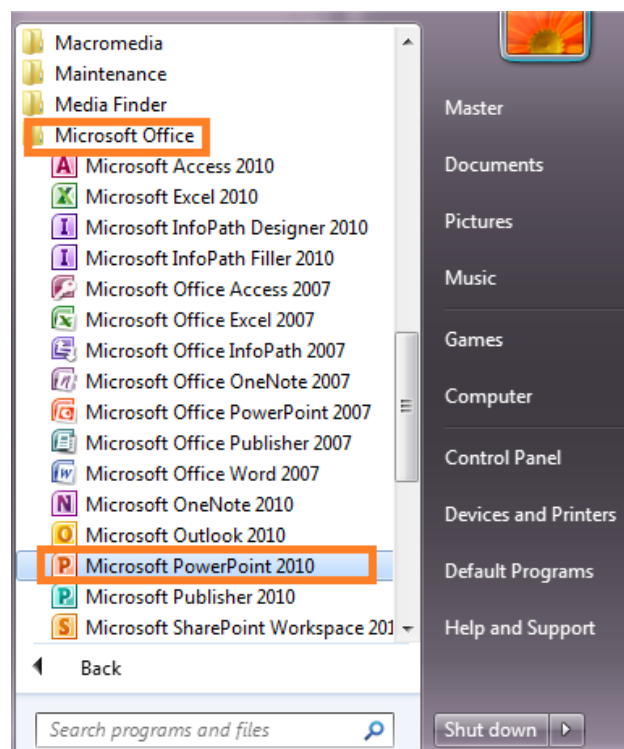 Macromedia
Maintenance
Media Finder
Microsoft Office
Microsoft Access 2010
Microsoft Excel 2010
Microsoft InfoPath Designer 2010
Microsoft InfoPath Filler 2010
Microsoft Office Access 2007
Microsoft Office Excel 2007
Microsoft Office InfoPath 2007
Microsoft Office OneNote 2007
Microsoft Office PowerPoint 2007
Microsoft Office Publisher 2007
Microsoft Office Word 2007
Microsoft OneNote 2010
Microsoft Outlook 2010
Microsoft PowerPoint 2010
Microsoft Publisher 2010
Microsoft SharePoint Workspace 201
Back
Search programs and files
Master
Documents
Pictures
Music
Games
Computer
Control Panel
Devices and Printers
Default Programs
Help and Support
Shut down